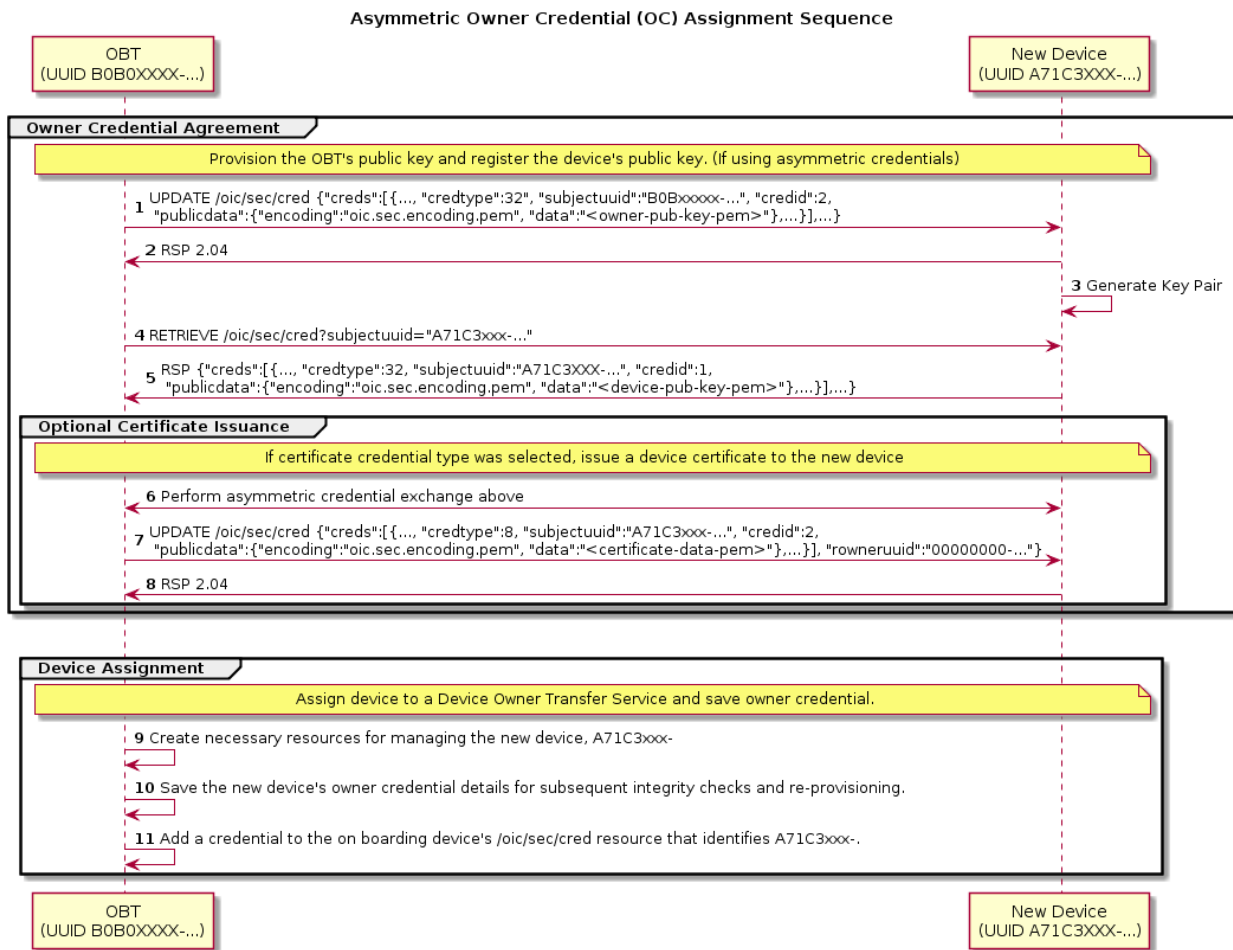 Asymmetric Owner Credential (OC) Assignment Sequence
OBT
(UUID B0B0XXXX-...)
New Device
(UUID A71C3XXX-...)
Owner Credential Agreement
Provision the OBT's public key and register the device's public key. (If using asymmetric credentials)
1 UPDATE /oic/sec/cred {"creds":[{..., "credtype":32", "subjectuuid":"B0Bxxxxx-...", "credid":2,
"publicdata":{"encoding":"oic.sec.encoding.pem", "data":"<owner-pub-key-pem>"},...}],...}
2 RSP 2.04
3 Generate Key Pair
4 RETRIEVE /oic/sec/cred?subjectuuid="A71C3xxx-..."
5 RSP {"creds":[{..., "credtype":32, "subjectuuid":"A71C3XXX-...", "credid":1,
"publicdata":{"encoding":"oic.sec.encoding.pem", "data":"<device-pub-key-pem>"},...}],...}
Optional Certificate Issuance
If certificate credential type was selected, issue a device certificate to the new device
6 Perform asymmetric credential exchange above
7 UPDATE /oic/sec/cred {"creds":[{..., "credtype":8, "subjectuuid":"A71C3xxx-...", "credid":2,
"publicdata":{"encoding":"oic.sec.encoding.pem", "data":"<certificate-data-pem>"},...}], "rowneruuid":"00000000-..."}
8 RSP 2.04
Device Assignment
Assign device to a Device Owner Transfer Service and save owner credential.
9 Create necessary resources for managing the new device, A71C3xxx-
10 Save the new device's owner credential details for subsequent integrity checks and re-provisioning.
11 Add a credential to the on boarding device's /oic/sec/cred resource that identifies A71C3xxx-.
OBT
(UUID B0B0XXXX-...)
New Device
(UUID A71C3XXX-...)